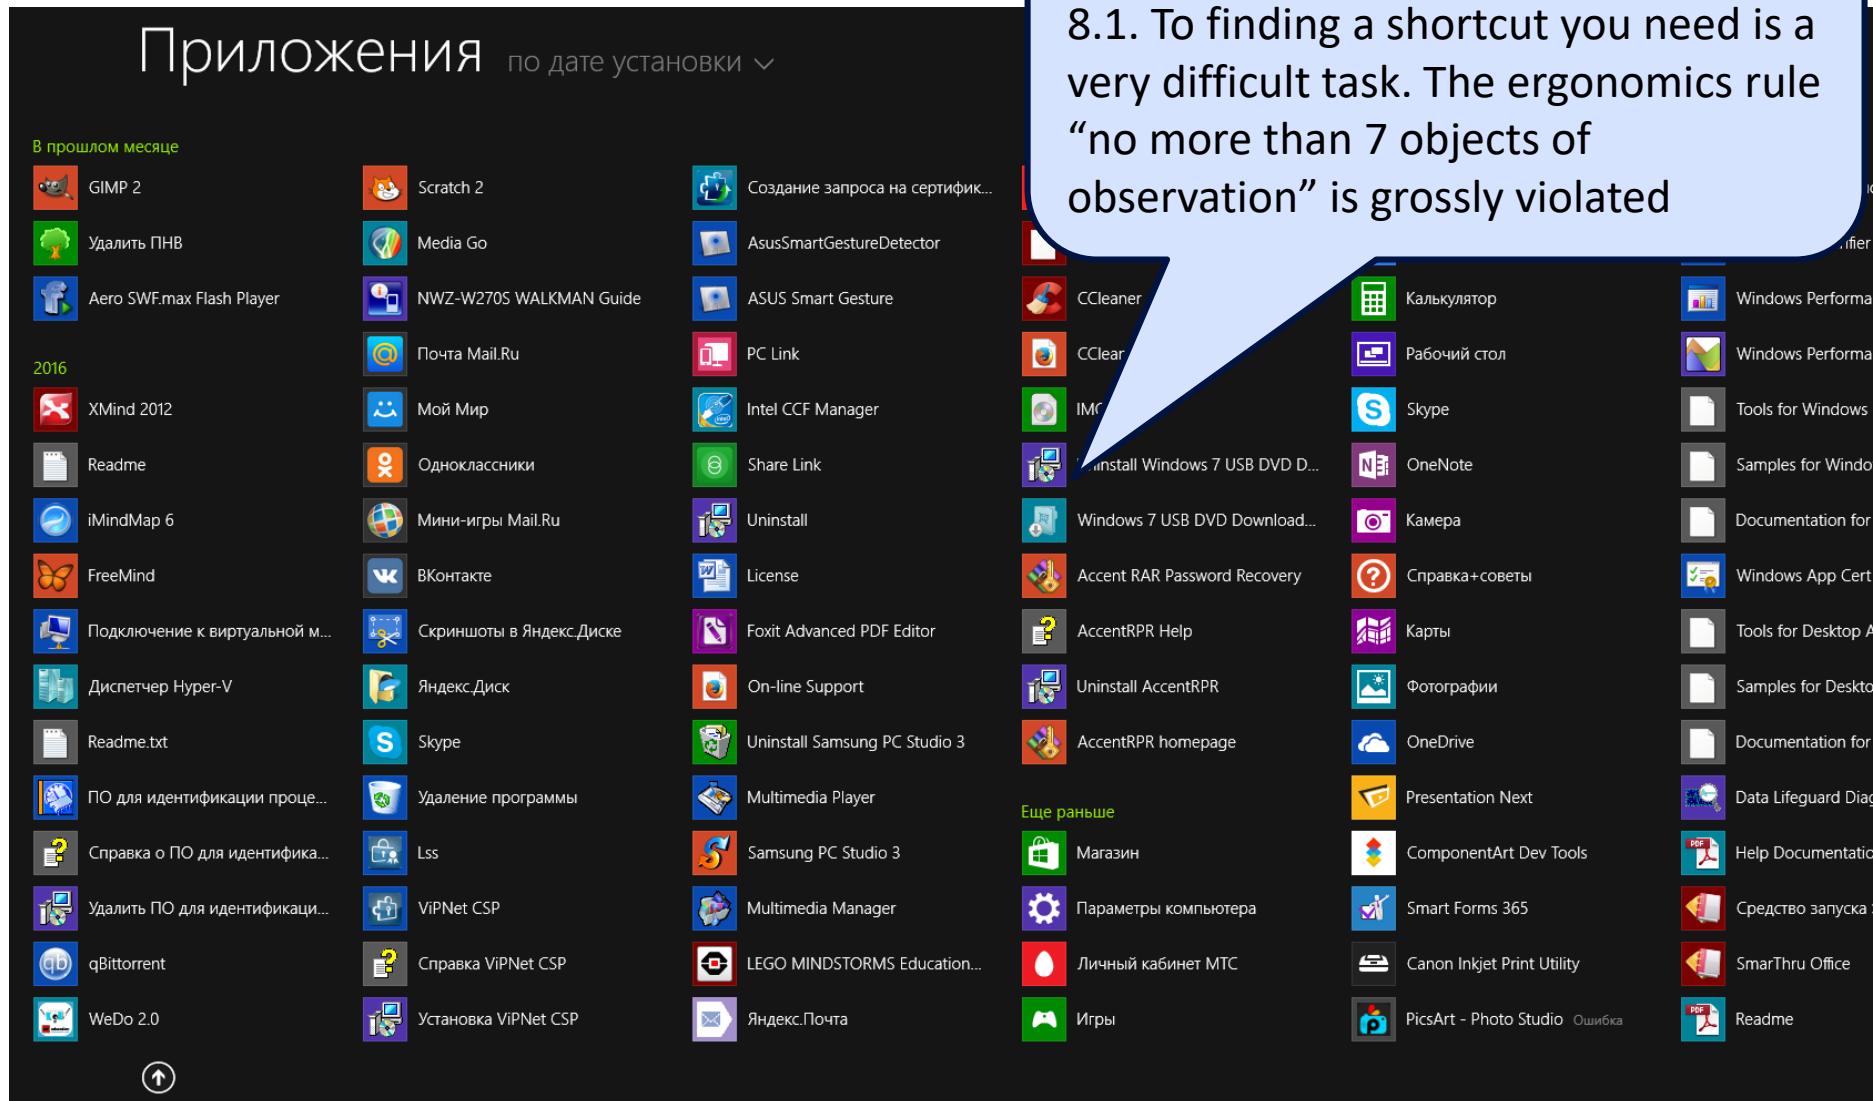 Приложения по дате установки
8.1. To finding a shortcut you need is a
very difficult task. The ergonomics rule
“no more than 7 objects of
observation” is grossly violated
В прошлом месяце
GIMP 2
Удалить ПНВ
Aero SWF.max Flash Player
2016
XMind 2012
Readme
iMindMap 6
FreeMind
Подключение к виртуальной м...
Диспетчер Hyper-V
Readme.txt
ПО для идентификации проце...
Справка о ПО для идентифика...
Удалить ПО для идентификаци...
qBittorrent
WeDo 2.0
Scratch 2
Media Go
NWZ-W270S WALKMAN Guide
Почта Mail.Ru
Мой Мир
Одноклассники
Мини-игры Mail.Ru
ВКонтакте
Скриншоты в Яндекс.Диске
Яндекс.Диск
Skype
Удаление программы
Lss
ViPNet CSP
Справка ViPNet CSP
Установка ViPNet CSP
Создание запроса на сертифик...
AsusSmartGestureDetector
ASUS Smart Gesture
PC Link
Intel CCF Manager
Share Link
Uninstall
License
Foxit Advanced PDF Editor
On-line Support
Uninstall Samsung PC Studio 3
Multimedia Player
Samsung PC Studio 3
Multimedia Manager
LEGO MINDSTORMS Education...
Яндекс.Почта
CCleaner
CClear
Uninstall Windows 7 USB DVD D...
Windows 7 USB DVD Download...
Accent RAR Password Recovery
AccentRPR Help
Uninstall AccentRPR
AccentRPR homepage
Еще раньше
Магазин
Параметры компьютера
Личный кабинет МТС
Игры
Калькулятор
Рабочий стол
Skype
OneNote
Камера
Справка+советы
Карты
Фотографии
OneDrive
Presentation Next
ComponentArt Dev Tools
Smart Forms 365
Canon Inkjet Print Utility
PicsArt - Photo Studio Ошибка
Windows Performa
Windows Performa
Tools for Windows
Samples for Windo
Documentation for
Windows App Cert
Tools for Desktop A
Samples for Deskto
Documentation for
Data Lifeguard Diag
Help Documentatio
Средство запуска
SmarThru Office
Readme